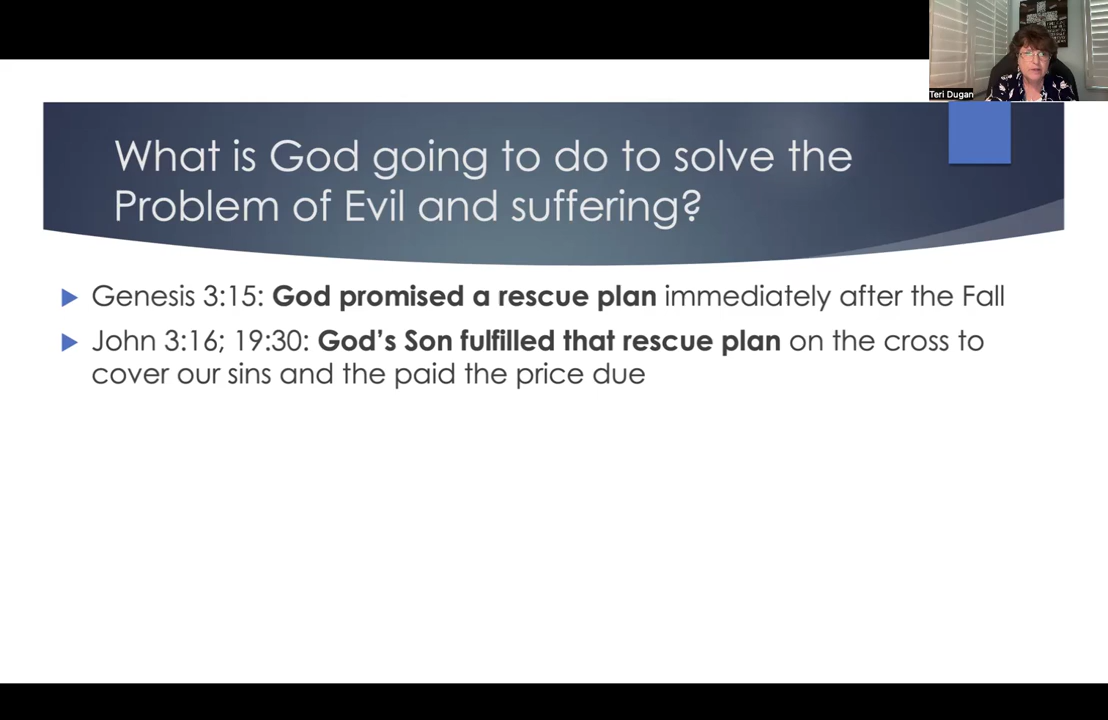 Teri Dugan
What is God going to do to solve the
Problem of Evil and suffering?
Genesis 3:15: God promised a rescue plan immediately after the Fall
John 3:16; 19:30: God's Son fulfilled that rescue plan on the cross to
cover our sins and the paid the price due